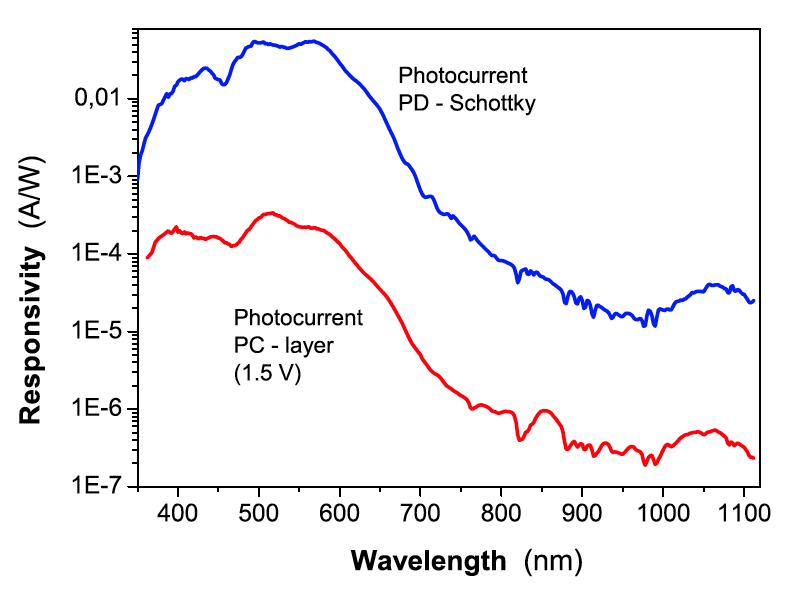 Responsivity (A/W)
0,01
1E-3
1E-4
1E-5
1E-6
1E-7
Photocurrent
PD - Schottky
Photocurrent
PC - layer
(1.5 V)
400 500 600 700 800 900 1000 1100
Wavelength (nm)